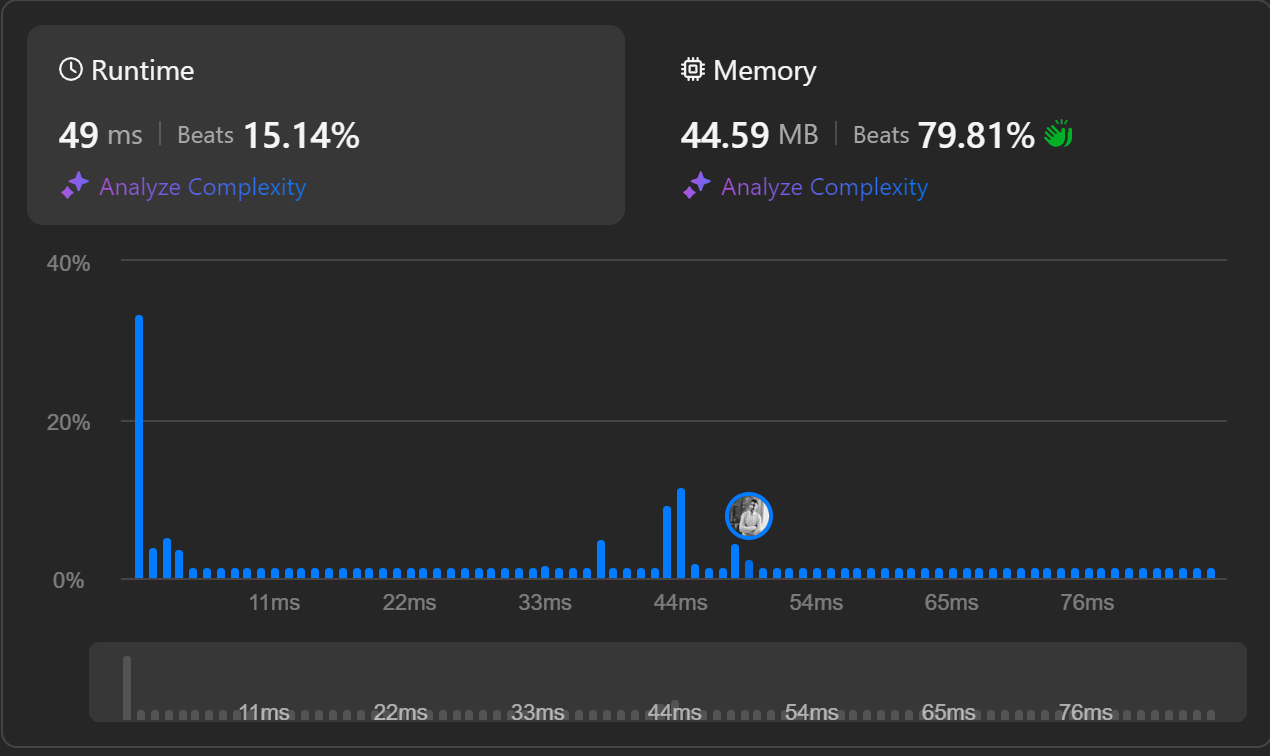 Runtime
49 ms | Beats 15.14%
Analyze Complexity
Memory
44.59 MB | Beats 79.81%
Analyze Complexity
40%
20%
0%
11ms 22ms 33ms 44ms 54ms 65ms 76ms
11ms 22ms 33ms 44ms 54ms 65ms 76ms